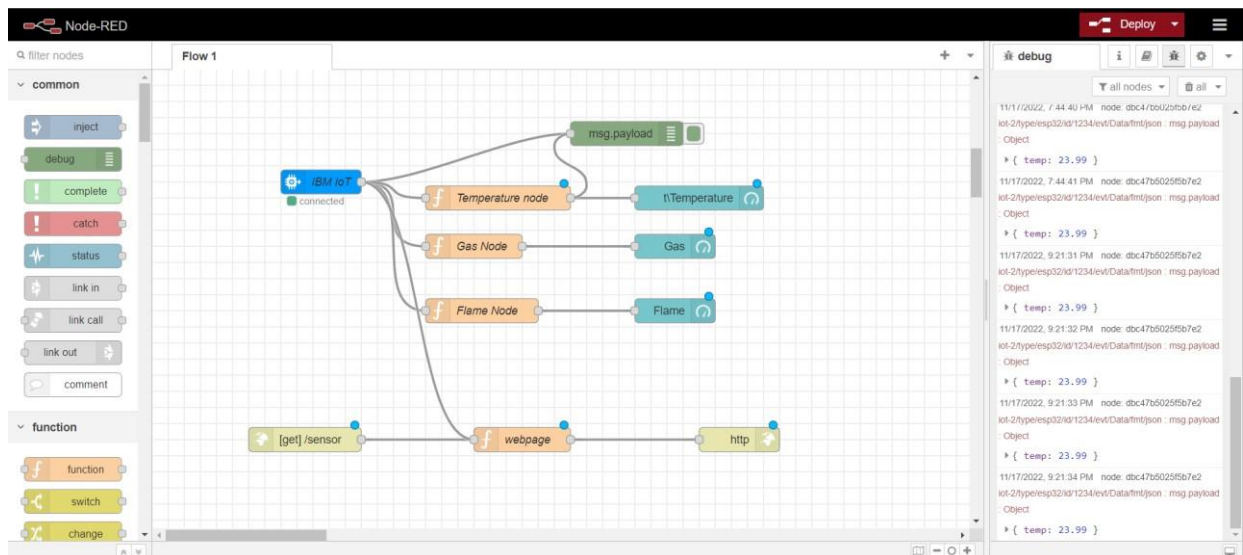 Node-RED
Deploy
filter nodes
common
inject
debug
complete
catch
status
link in
link call
link out
comment
function
function
switch
change
Flow 1
msg.payload
IBM IoT
connected
Temperature node
t\Temperature
Gas Node
Gas
Flame Node
Flame
[get] /sensor
webpage
http
debug
i
all nodes
all
11/17/2022, 7:44:40 PM node: dbc47b5025f5b7e2
iot-2/type/esp32/id/1234/evt/Data/fmt/json : msg.payload
: Object
{ temp: 23.99 }
11/17/2022, 7:44:41 PM node: dbc47b5025f5b7e2
iot-2/type/esp32/id/1234/evt/Data/fmt/json : msg.payload
: Object
{ temp: 23.99 }
11/17/2022, 9:21:31 PM node: dbc47b5025f5b7e2
iot-2/type/esp32/id/1234/evt/Data/fmt/json : msg.payload
: Object
{ temp: 23.99 }
11/17/2022, 9:21:32 PM node: dbc47b5025f5b7e2
iot-2/type/esp32/id/1234/evt/Data/fmt/json : msg.payload
: Object
{ temp: 23.99 }
11/17/2022, 9:21:33 PM node: dbc47b5025f5b7e2
iot-2/type/esp32/id/1234/evt/Data/fmt/json : msg.payload
: Object
{ temp: 23.99 }
11/17/2022, 9:21:34 PM node: dbc47b5025f5b7e2
iot-2/type/esp32/id/1234/evt/Data/fmt/json : msg.payload
: Object
{ temp: 23.99 }